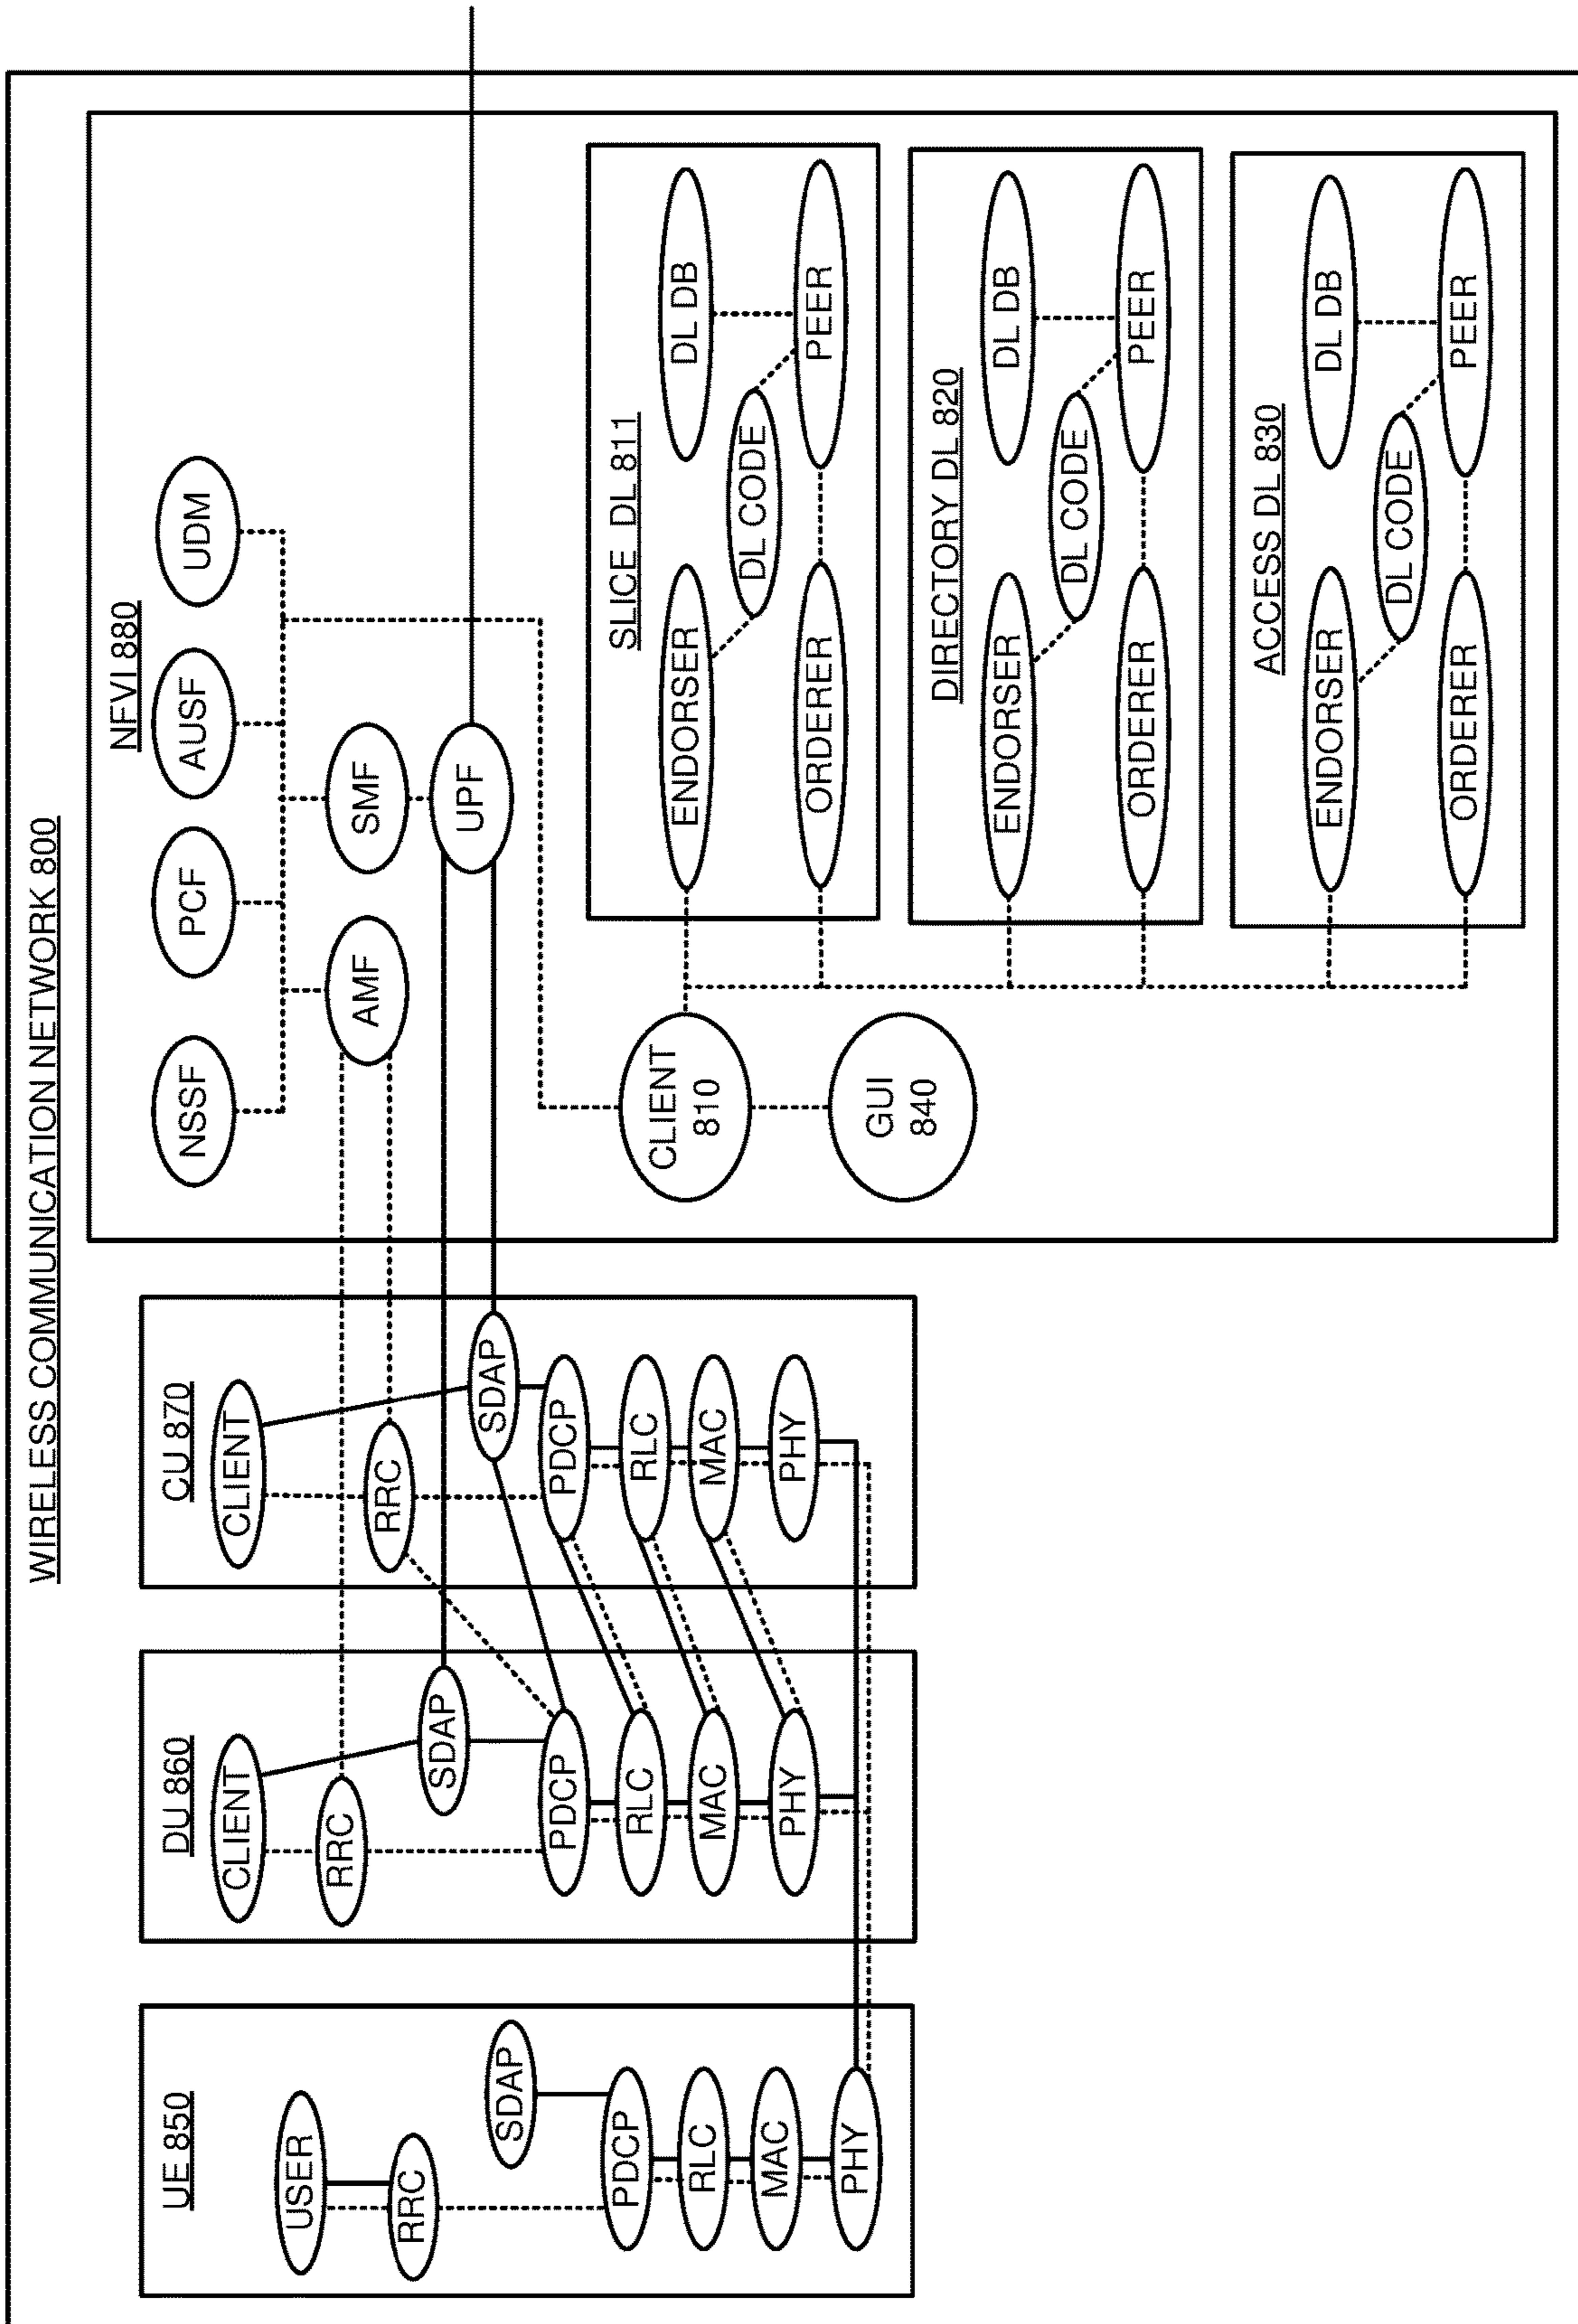 WIRELESS COMMUNICATION NETWORK 800
UE 850
USER
RRC
SDAP
PDCP
RLC
MAC
PHY
DU 860
CLIENT
RRC
SDAP
PDCP
RLC
MAC
PHY
CU 870
CLIENT
RRC
SDAP
PDCP
RLC
MAC
PHY
NFVI 880
NSSF
PCF
AUSF
UDM
AMF
SMF
UPF
CLIENT
810
GUI
840
SLICE DL 811
ENDORSER
DL DB
DL CODE
ORDERER
PEER
DIRECTORY DL 820
ENDORSER
DL DB
DL CODE
ORDERER
PEER
ACCESS DL 830
ENDORSER
DL DB
DL CODE
ORDERER
PEER